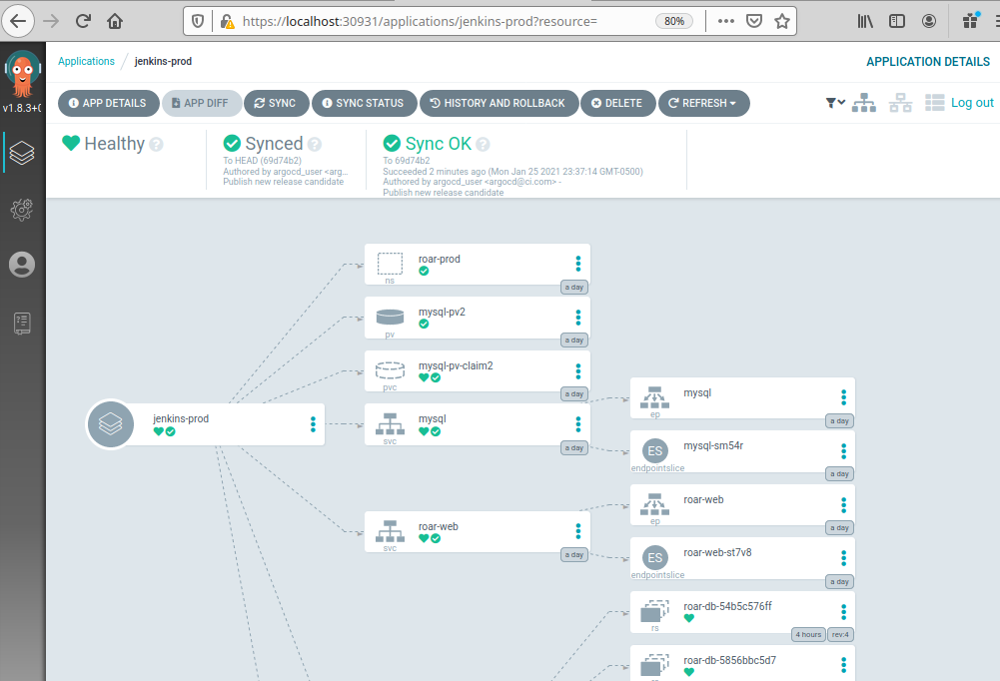 https://localhost:30931/applications/jenkins-prod?resource=
80%
v1.8.3+0
Applications / jenkins-prod
APPLICATION DETAILS
APP DETAILS
APP DIFF
SYNC
SYNC STATUS
HISTORY AND ROLLBACK
DELETE
REFRESH
Log out
Healthy
Synced
To HEAD (69d74b2)
Authored by argocd_user <arg...
Publish new release candidate
Sync OK
To 69d74b2
Succeeded 2 minutes ago (Mon Jan 25 2021 23:37:14 GMT-0500)
Authored by argocd_user <argocd@ci.com> -
Publish new release candidate
jenkins-prod
roar-prod
ns
a day
mysql-pv2
pv
a day
mysql-pv-claim2
pvc
a day
mysql
svc
a day
roar-web
svc
a day
mysql
ep
a day
ES
mysql-sm54r
endpointslice
a day
roar-web
ep
a day
ES
roar-web-st7v8
endpointslice
a day
roar-db-54b5c576ff
rs
4 hours
rev:4
roar-db-5856bbc5d7
rs